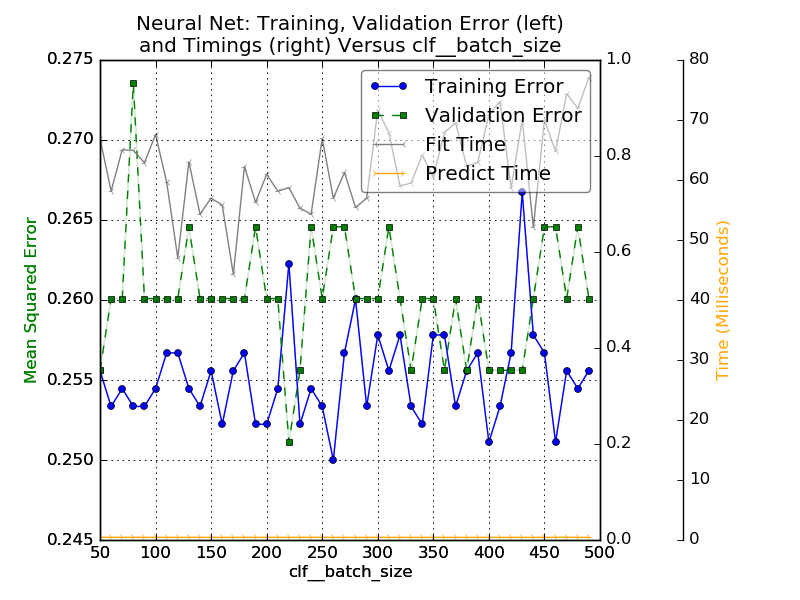 Neural Net: Training, Validation Error (left)
and Timings (right) Versus clf__batch_size
Training Error
Validation Error
Fit Time
Predict Time
Mean Squared Error
0.275
0.270
0.265
0.260
0.255
0.250
0.245
50 100 150 200 250 300 350 400 450 500
clf__batch_size
1.0
0.8
0.6
0.4
0.2
0.0
80
70
60
50
40
30
20
10
0
Time (Milliseconds)